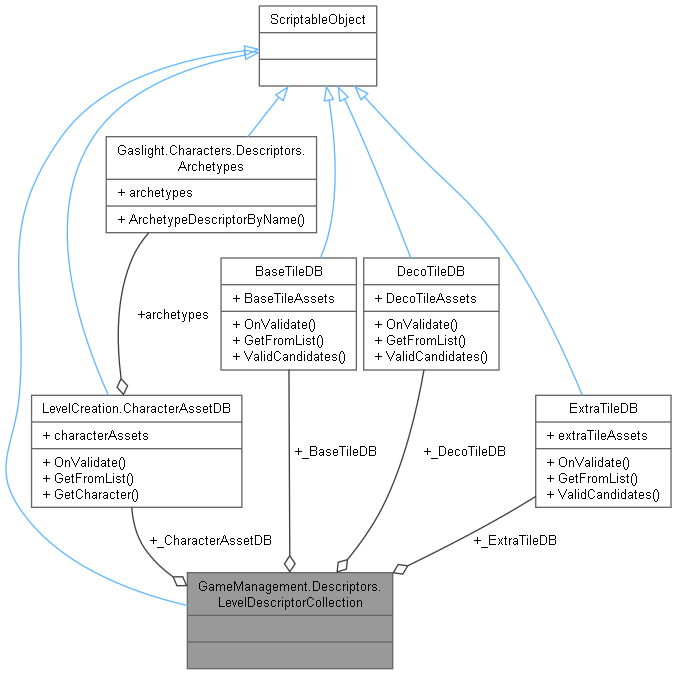 ScriptableObject
Gaslight.Characters.Descriptors.
Archetypes
+ archetypes
+ ArchetypeDescriptorByName()
BaseTileDB
+ BaseTileAssets
+ OnValidate()
+ GetFromList()
+ ValidCandidates()
DecoTileDB
+ DecoTileAssets
+ OnValidate()
+ GetFromList()
+ ValidCandidates()
+archetypes
LevelCreation.CharacterAssetDB
+ characterAssets
+ OnValidate()
+ GetFromList()
+ GetCharacter()
ExtraTileDB
+ extraTileAssets
+ OnValidate()
+ GetFromList()
+ ValidCandidates()
+_BaseTileDB
+_DecoTileDB
+_CharacterAssetDB
+_ExtraTileDB
GameManagement.Descriptors.
LevelDescriptorCollection